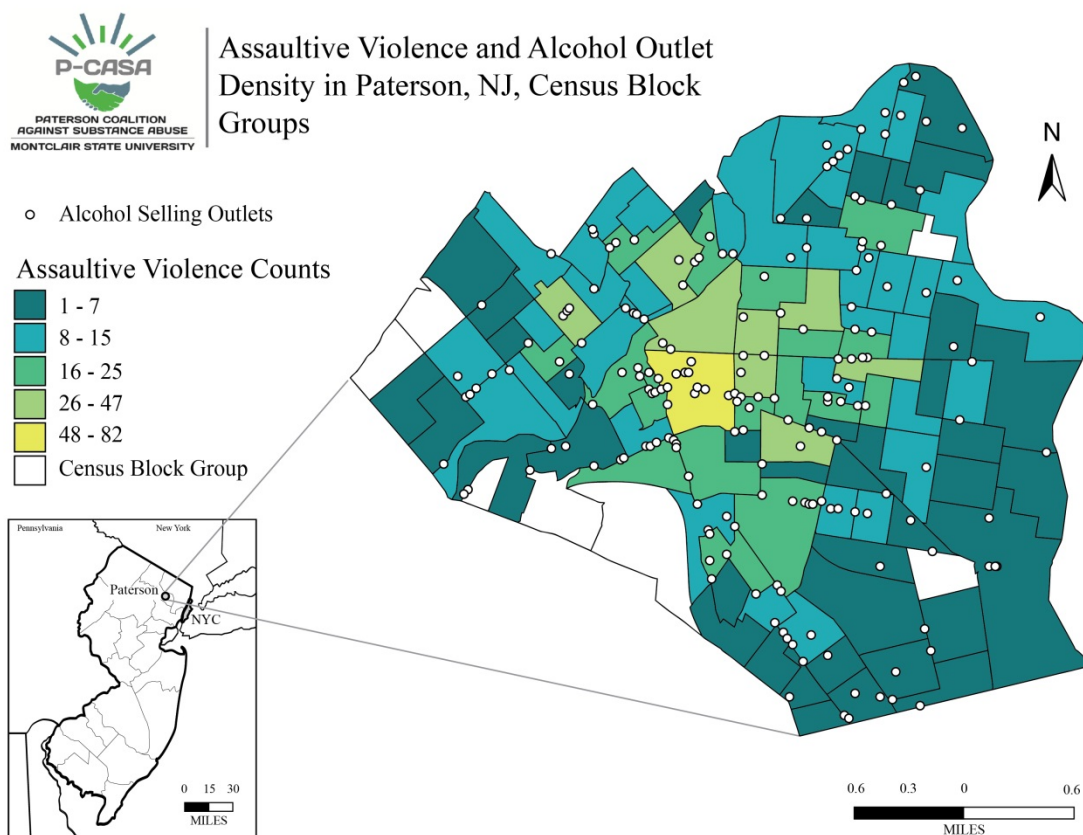 P-CASA
PATERSON COALITION
AGAINST SUBSTANCE ABUSE
MONTCLAIR STATE UNIVERSITY
Assaultive Violence and Alcohol Outlet
Density in Paterson, NJ, Census Block
Groups
N
Alcohol Selling Outlets
Assaultive Violence Counts
1 - 7
8 - 15
16 - 25
26 - 47
48 - 82
Census Block Group
Pennsylvania
New York
Paterson
NYC
0 15 30
MILES
0.6 0 0.6
MILES